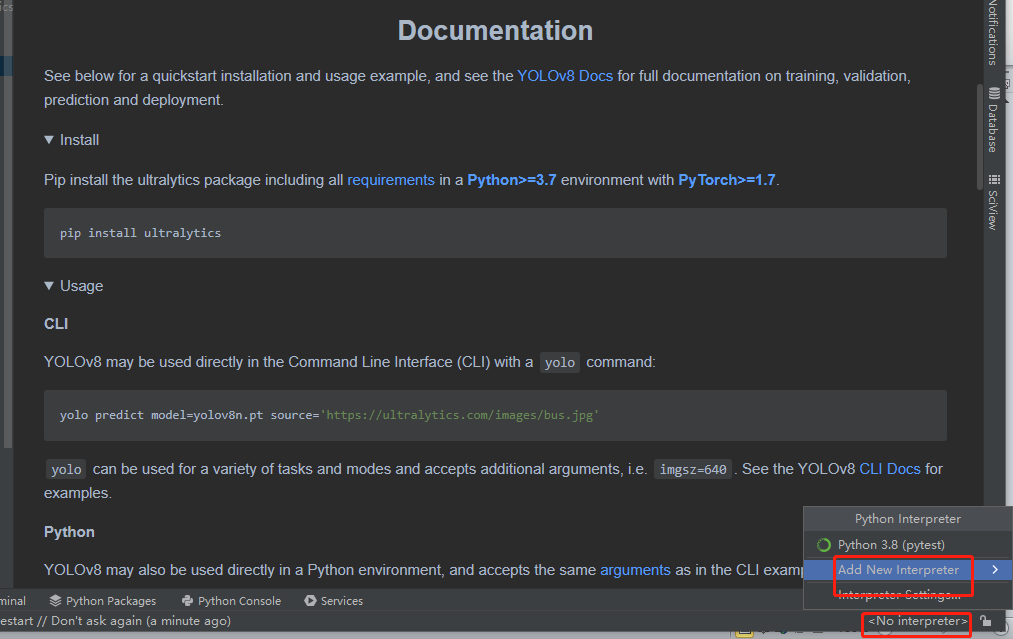 ics
Documentation
See below for a quickstart installation and usage example, and see the YOLOv8 Docs for full documentation on training, validation,
prediction and deployment.
Install
Pip install the ultralytics package including all requirements in a Python>=3.7 environment with PyTorch>=1.7.
pip install ultralytics
Usage
CLI
YOLOv8 may be used directly in the Command Line Interface (CLI) with a yolo command:
yolo predict model=yolov8n.pt source='https://ultralytics.com/images/bus.jpg'
yolo can be used for a variety of tasks and modes and accepts additional arguments, i.e. imgsz=640. See the YOLOv8 CLI Docs for
examples.
Python
YOLOv8 may also be used directly in a Python environment, and accepts the same arguments as in the CLI examp
Notifications
Database
SciView
Python Interpreter
Python 3.8 (pytest)
Add New Interpreter
Interpreter Settings...
minal
Python Packages
Python Console
Services
estart // Don't ask again (a minute ago)
<No interpreter>